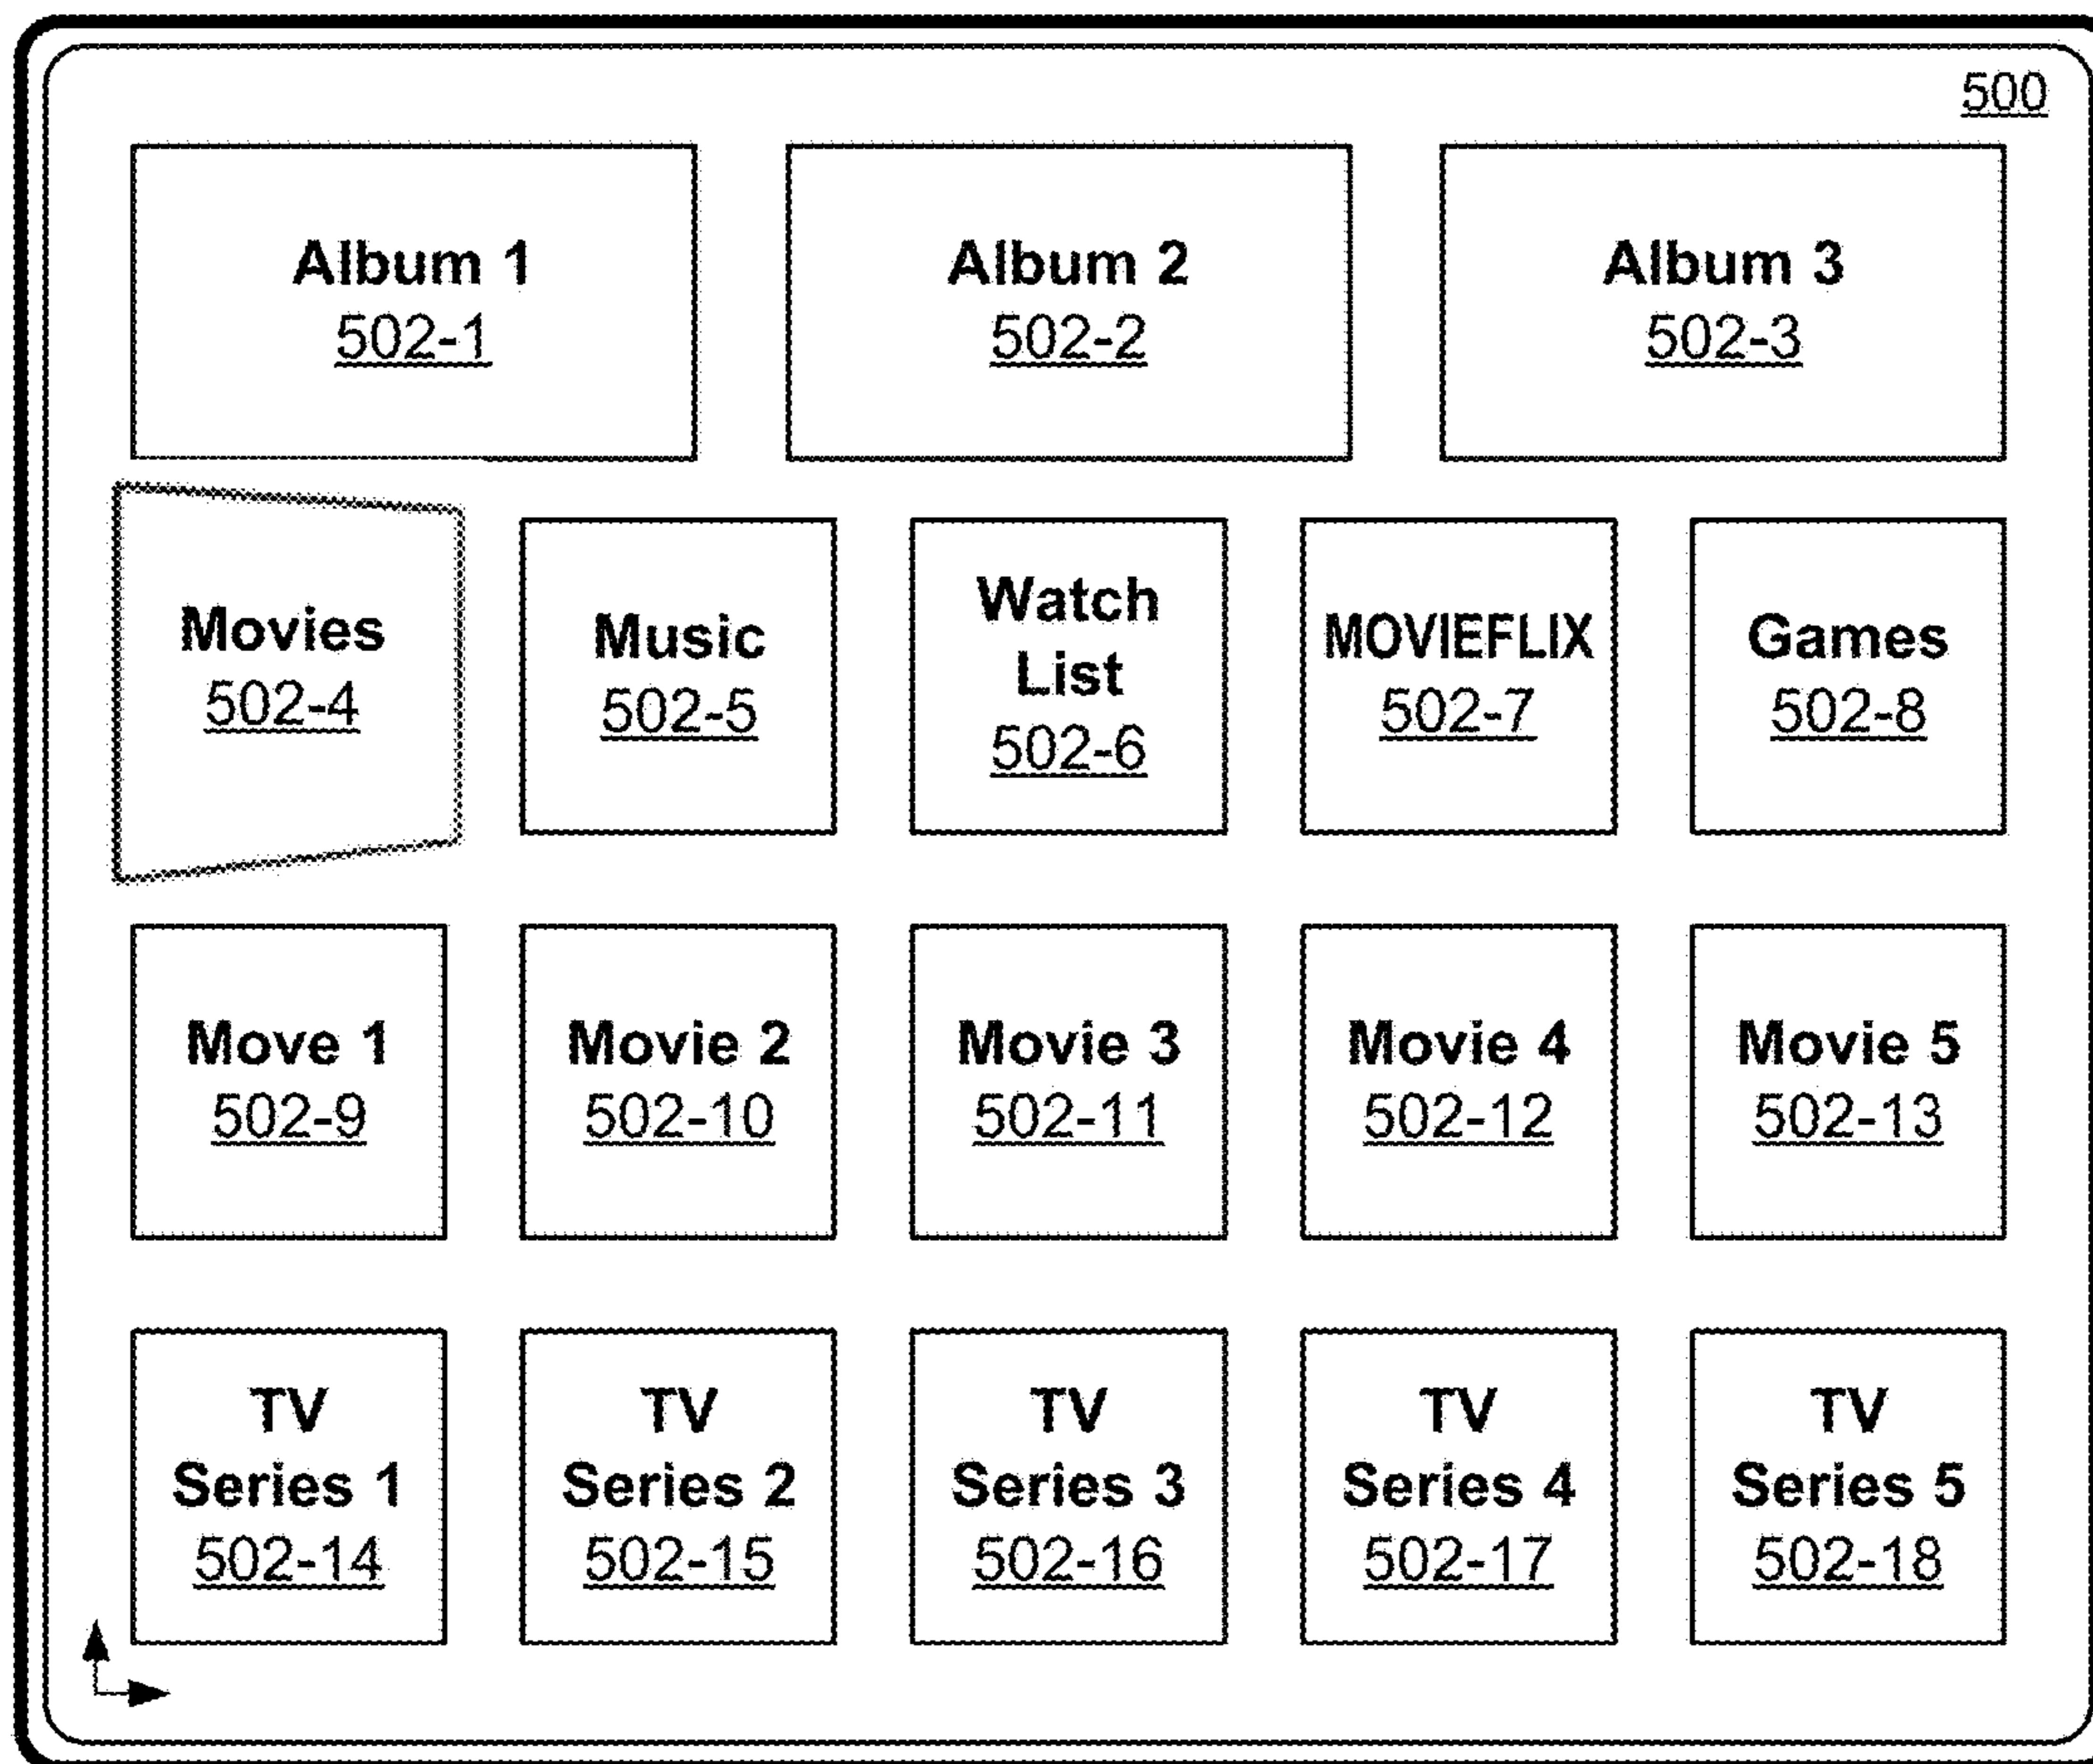 500
Album 1
502-1
Album 2
502-2
Album 3
502-3
Movies
502-4
Music
502-5
Watch
List
502-6
MOVIEFLIX
502-7
Games
502-8
Move 1
502-9
Movie 2
502-10
Movie 3
502-11
Movie 4
502-12
Movie 5
502-13
TV
Series 1
502-14
TV
Series 2
502-15
TV
Series 3
502-16
TV
Series 4
502-17
TV
Series 5
502-18